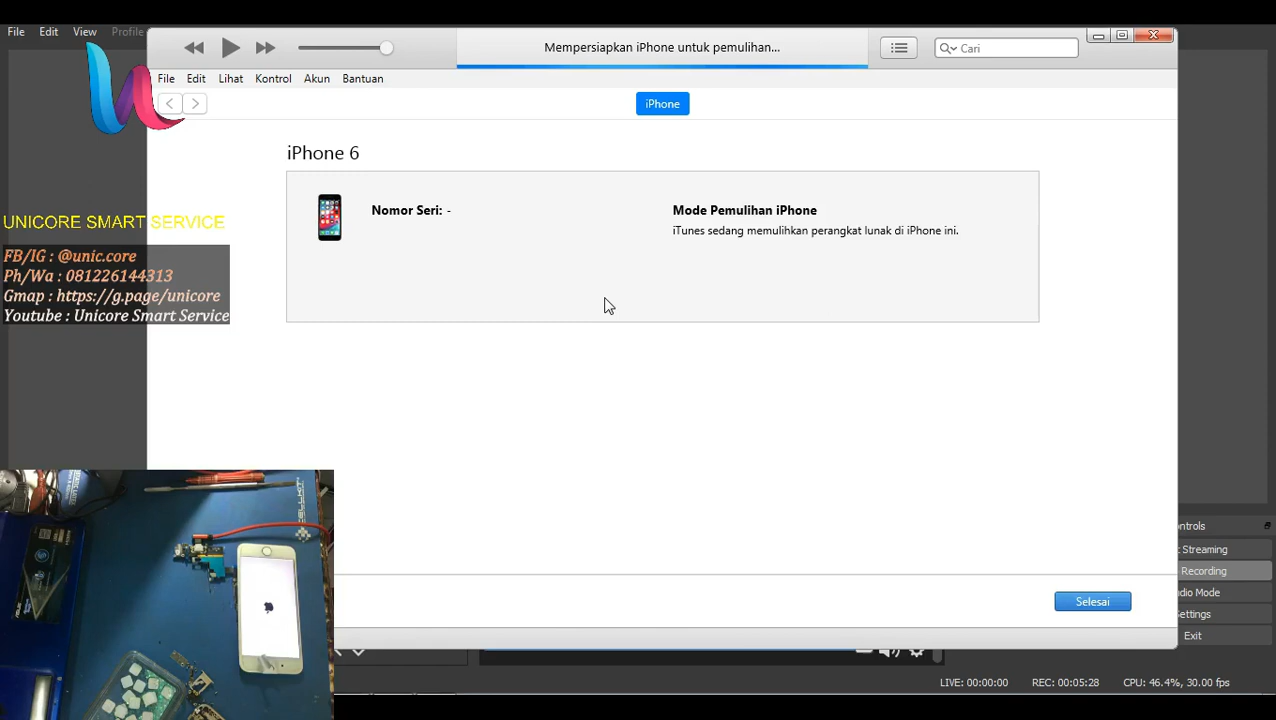 File Edit View Profile
Mempersiapkan iPhone untuk pemulihan...
Cari
File Edit Lihat Kontrol Akun Bantuan
iPhone
iPhone 6
Nomor Seri: -
Mode Pemulihan iPhone
iTunes sedang memulihkan perangkat lunak di iPhone ini.
UNICORE SMART SERVICE
FB/IG : @unic.core
Ph/Wa : 081226144313
Gmap : https://g.page/unicore
Youtube : Unicore Smart Service
Selesai
ontrols
t Streaming
Recording
udio Mode
Settings
Exit
LIVE: 00:00:00 REC: 00:05:28 CPU: 46.4%, 30.00 fps